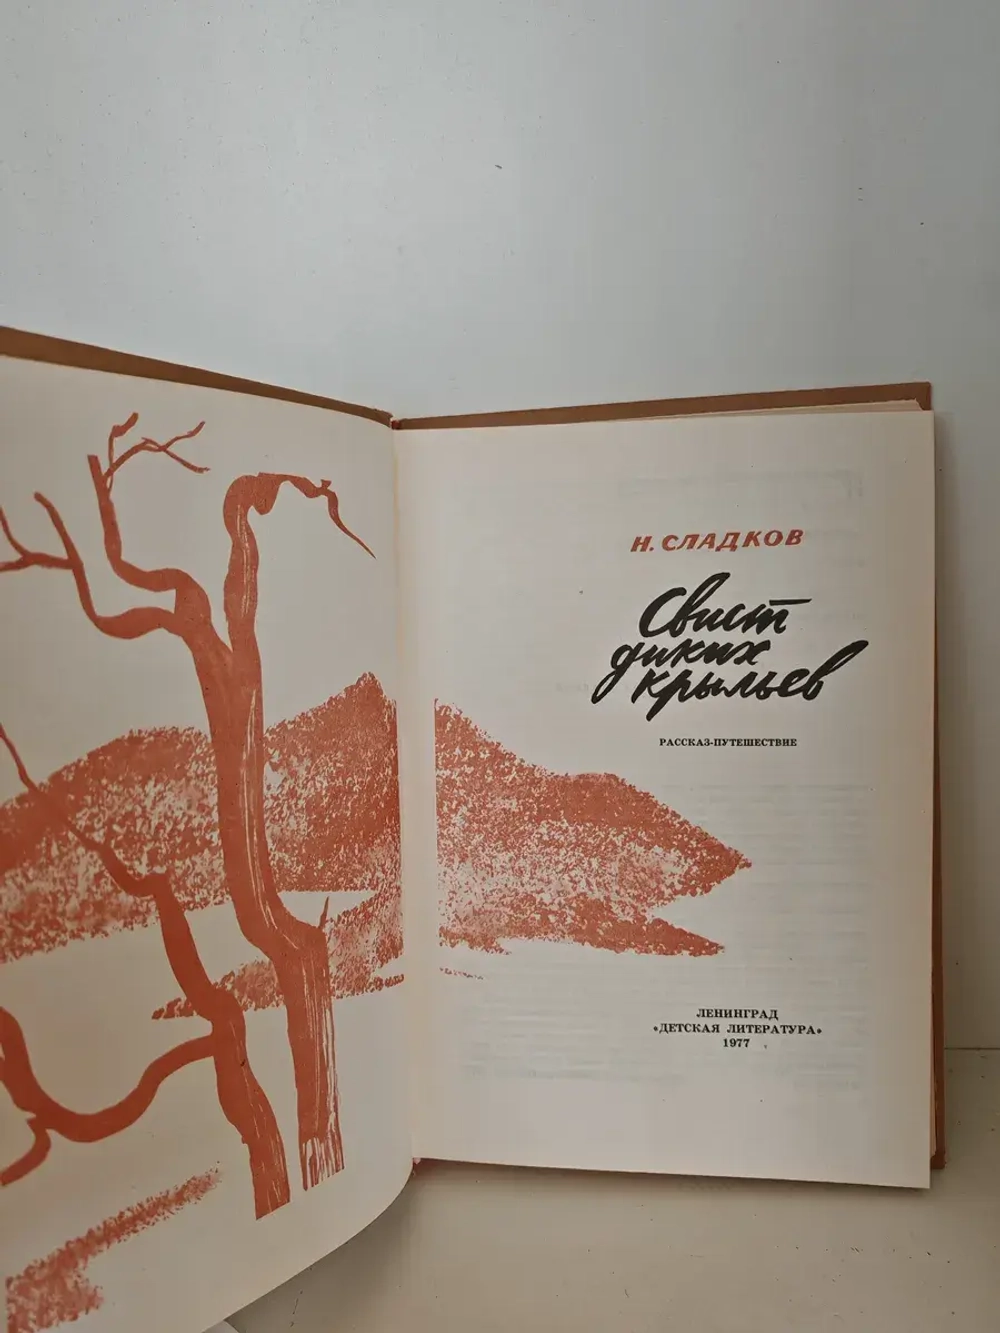 Н. СЛАДКОВ
Свист
диких
крыльев
РАССКАЗ-ПУТЕШЕСТВИЕ
ЛЕНИНГРАД
«ДЕТСКАЯ ЛИТЕРАТУРА»
1977